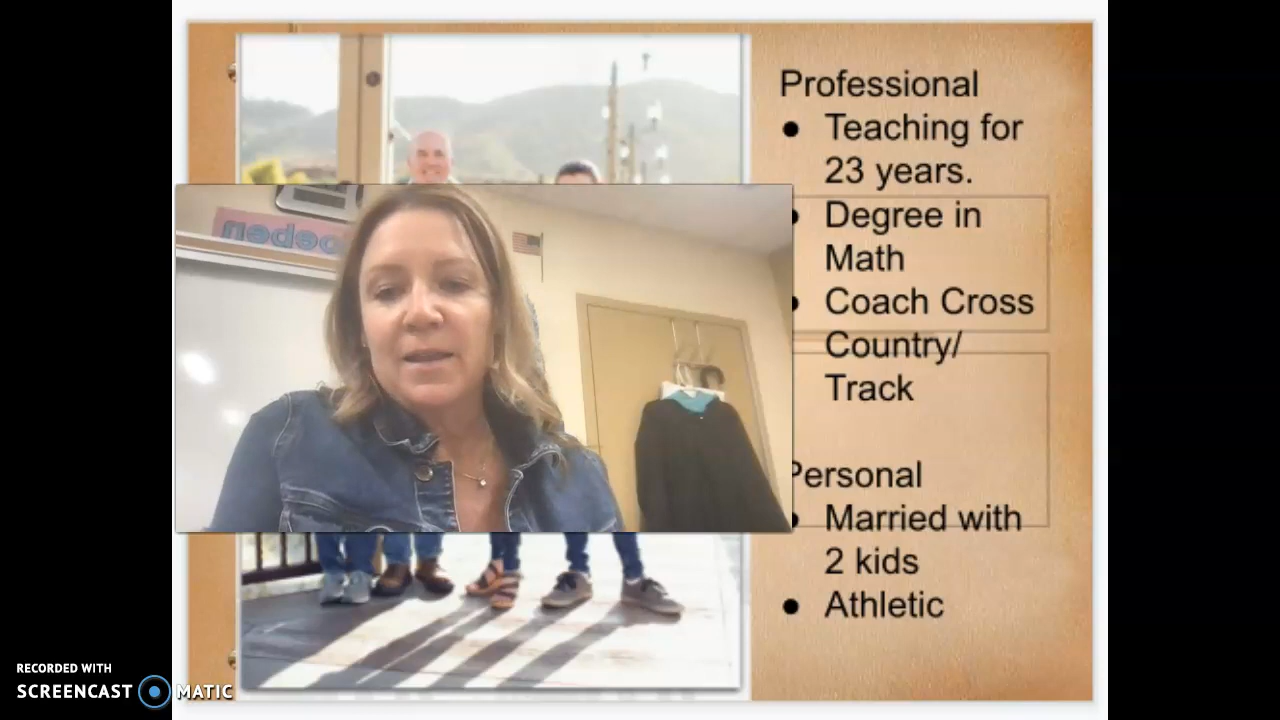 Professional
● Teaching for
23 years.
● Degree in
Math
● Coach Cross
Country/
Track
Personal
● Married with
2 kids
● Athletic
RECORDED WITH
SCREENCAST MATIC